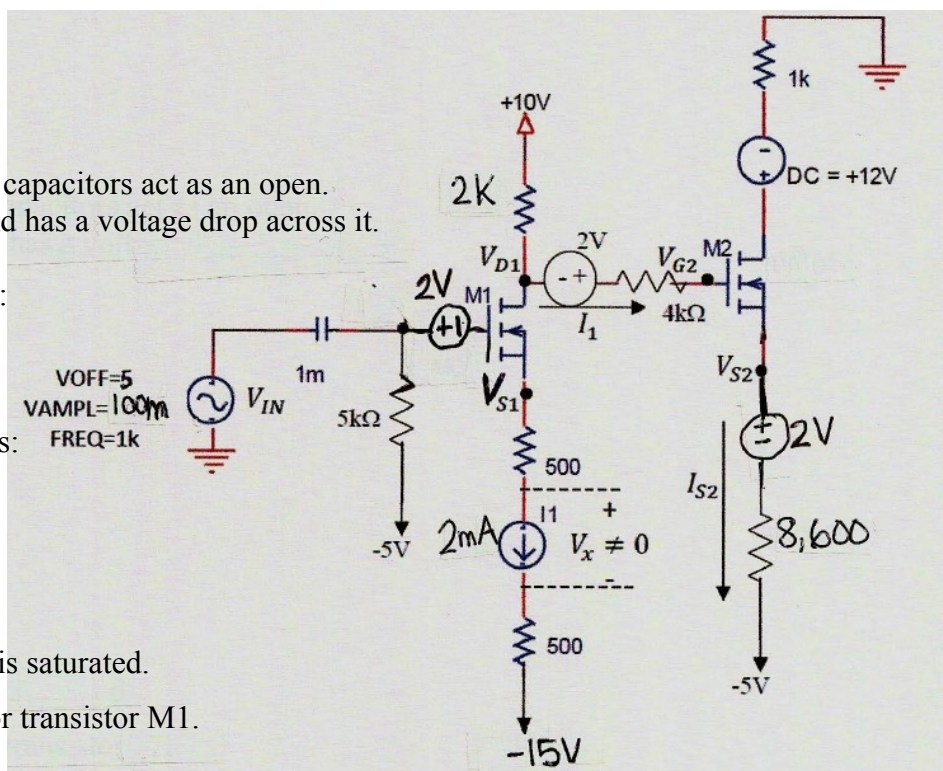 capacitors act as an open.
d has a voltage drop across it.
:
s:
is saturated.
r transistor M1.
1k
+10V
DC = +12V
2K
2V
V_D1
V_G2
M2
2V
M1
I_1
4kΩ
1m
V_S1
V_S2
VOFF=5
VAMPL=100m
FREQ=1k
V_IN
5kΩ
2V
500
I_S2
I1
+
-5V
2mA
V_x ≠ 0
-
8,600
500
-5V
-15V